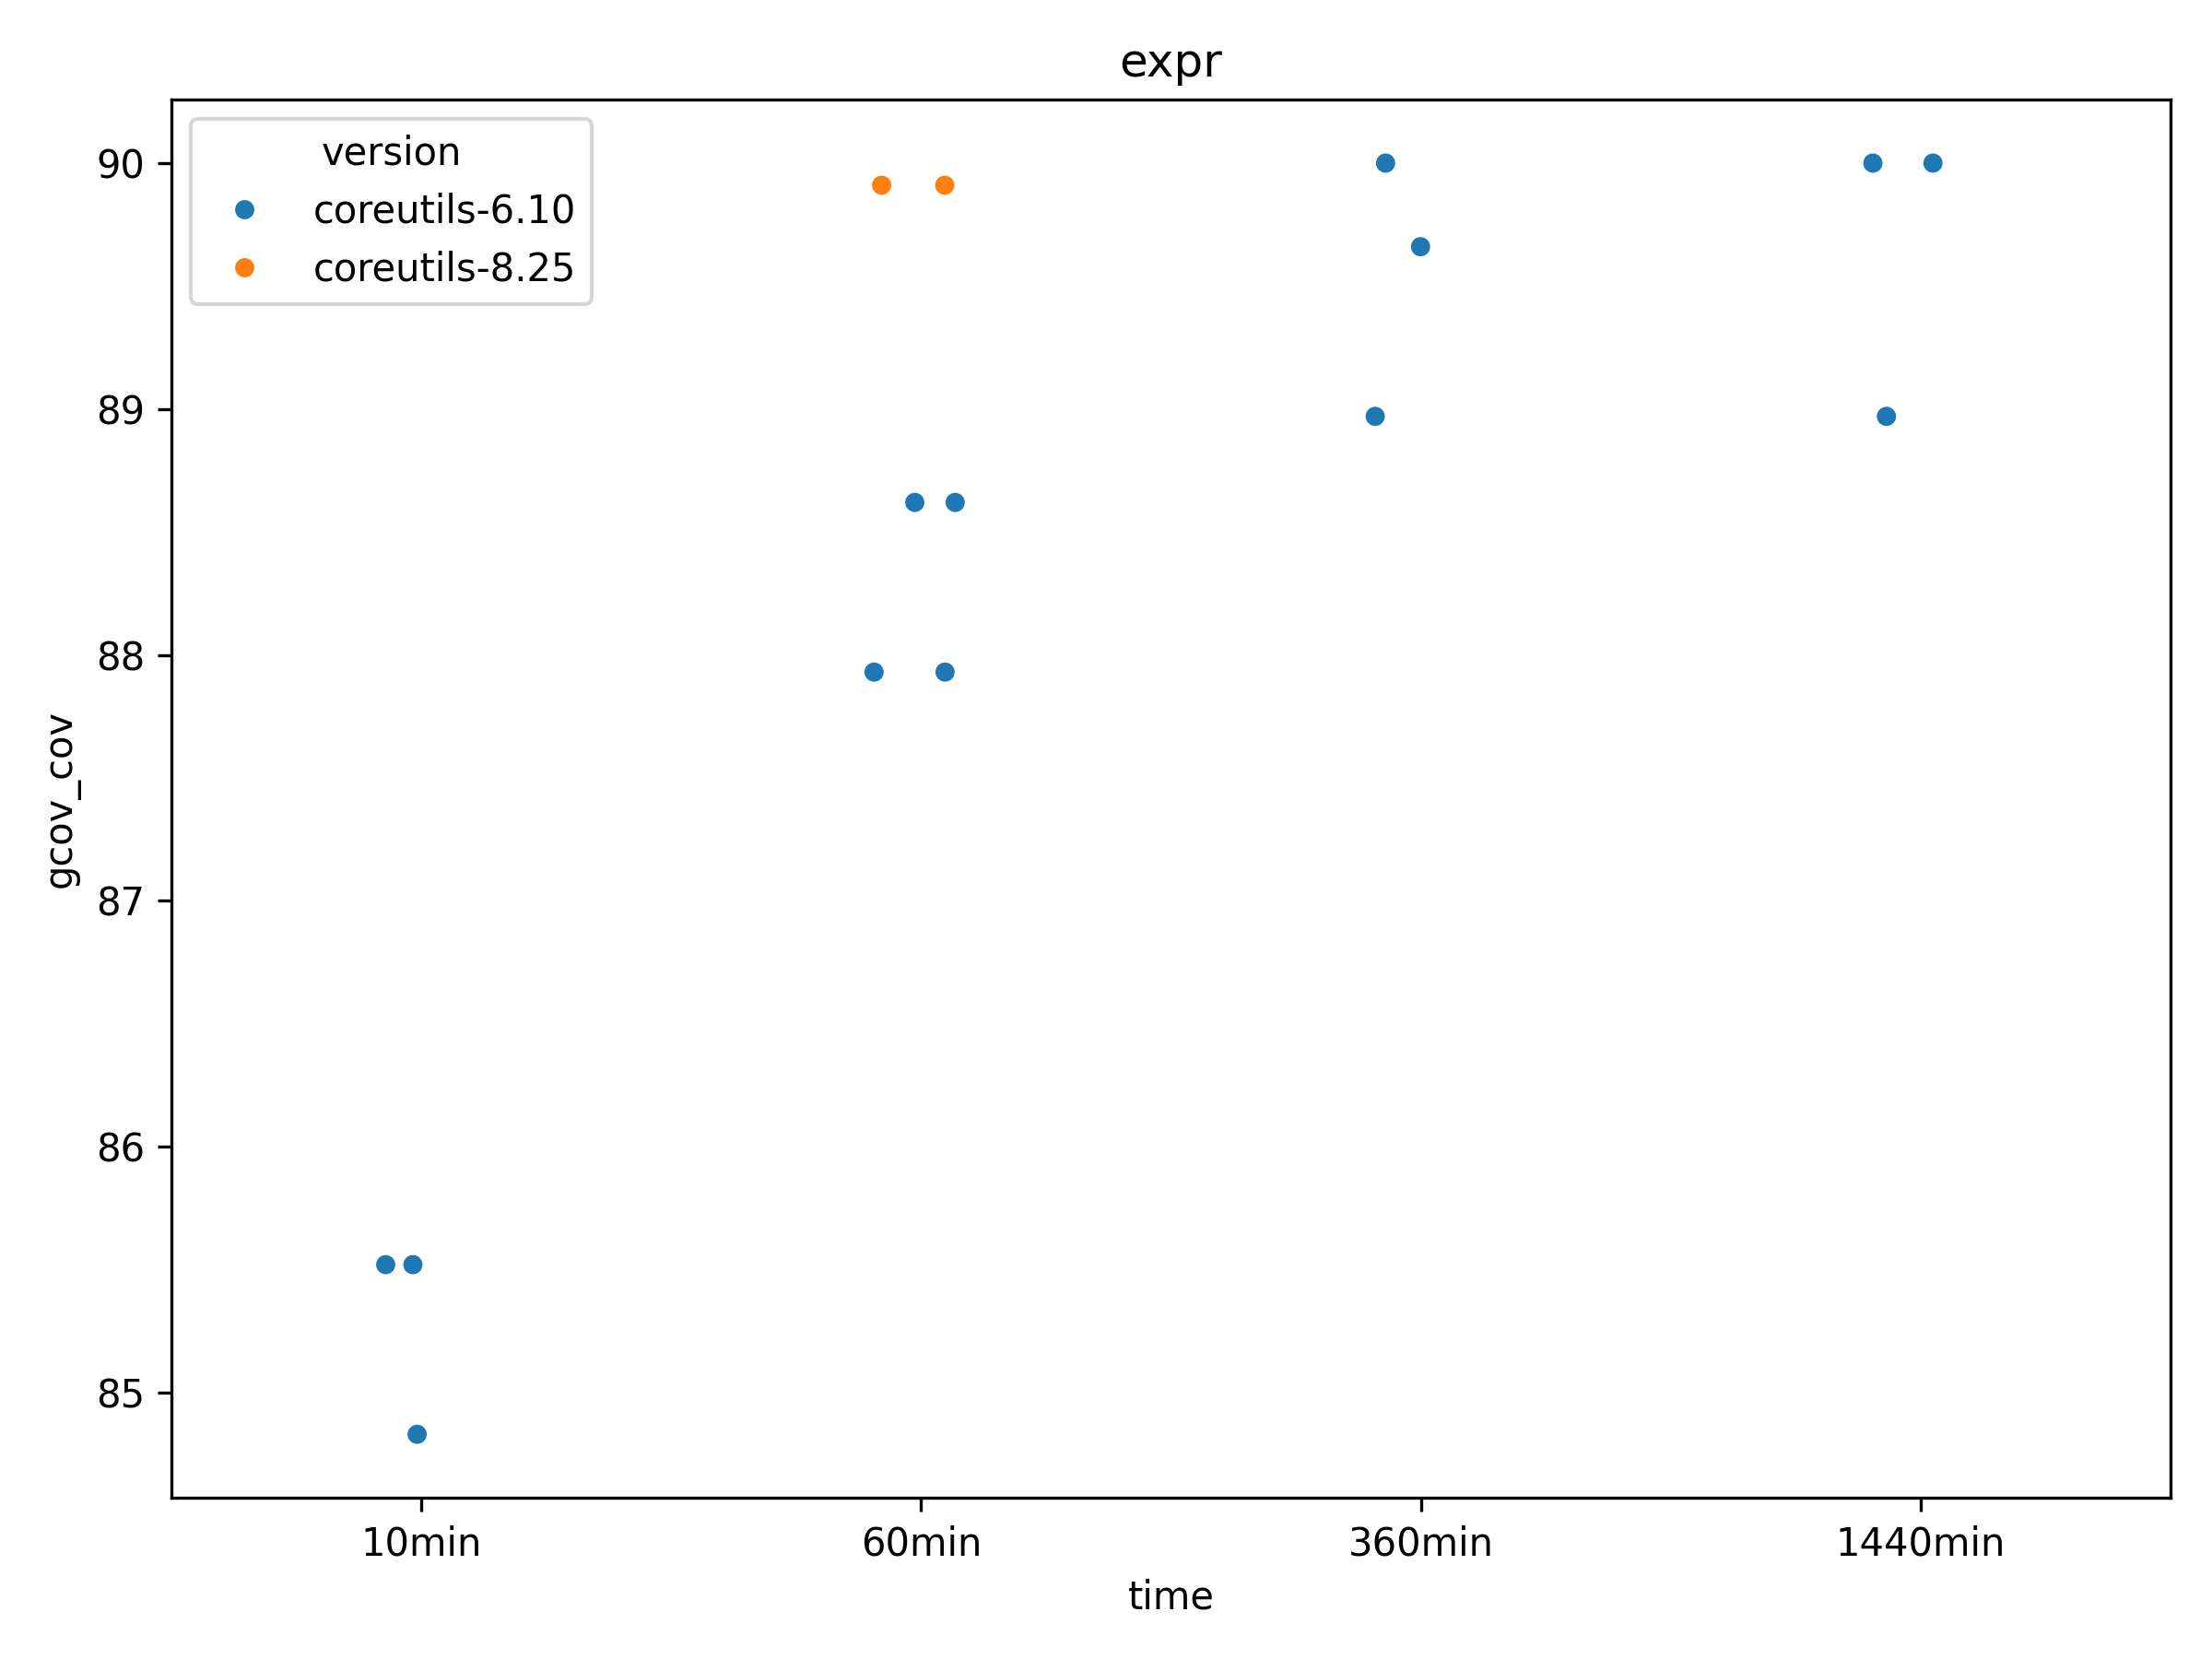 expr
version
coreutils-6.10
coreutils-8.25
90
89
88
87
86
85
gcov_cov
10min
60min
360min
1440min
time